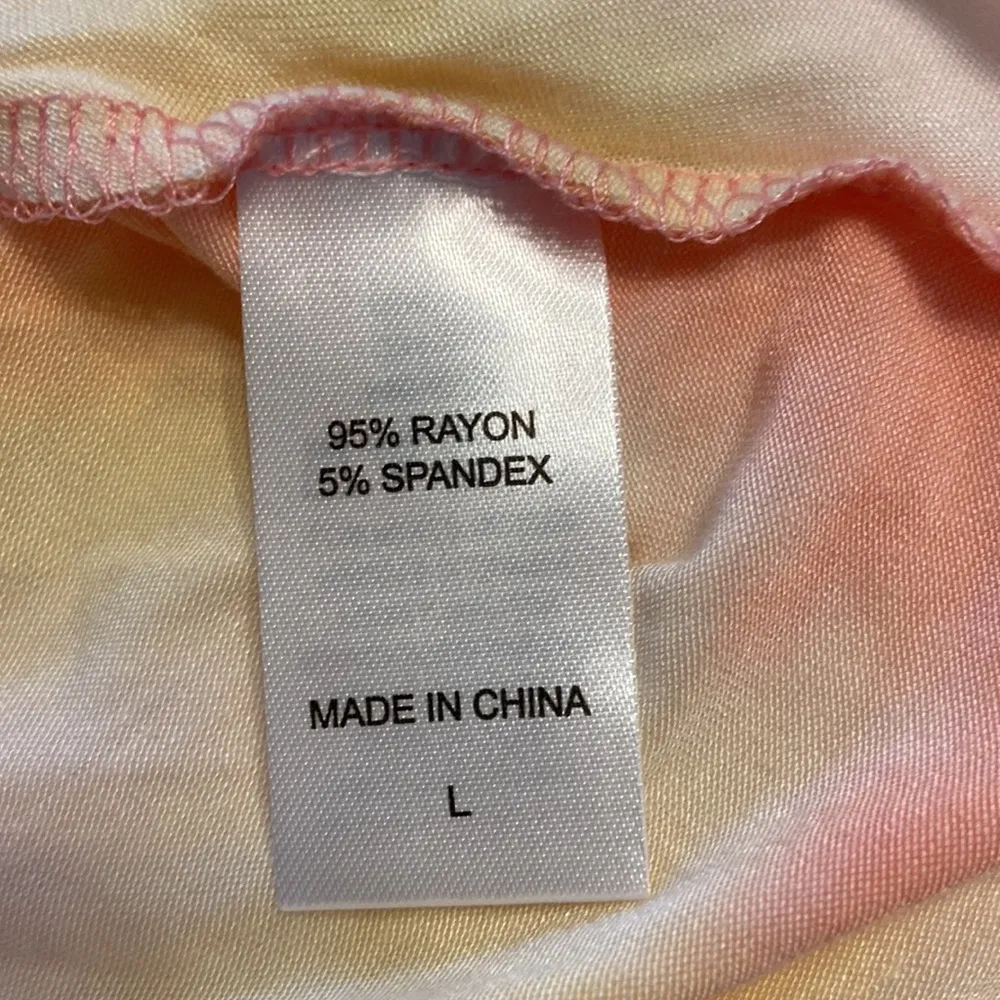 95% RAYON
5% SPANDEX
MADE IN CHINA
L